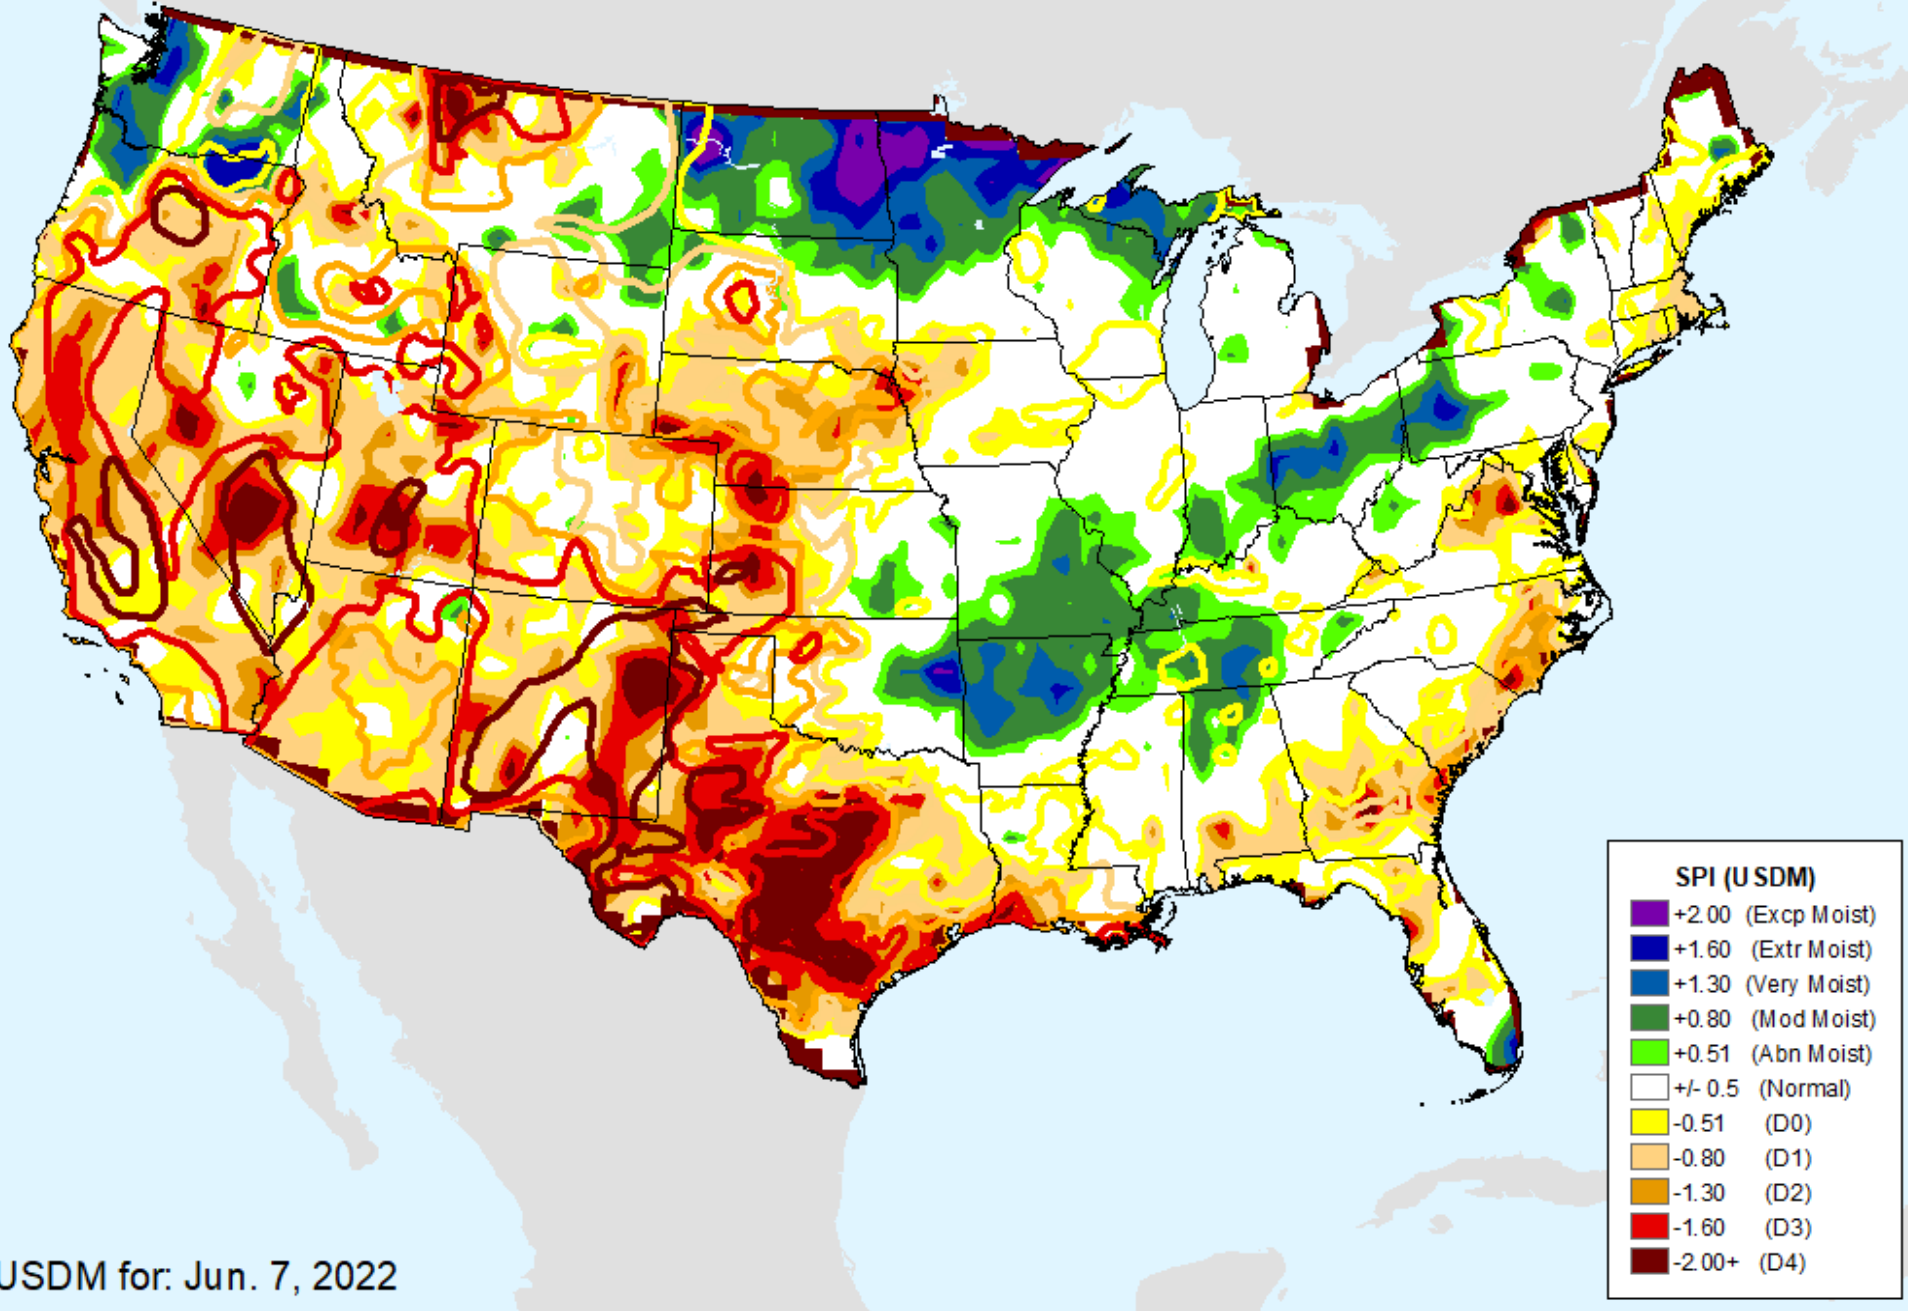 SPI (USDM)
+2.00 (Excp Moist)
+1.60 (Extr Moist)
+1.30 (Very Moist)
+0.80 (Mod Moist)
+0.51 (Abn Moist)
+/- 0.5 (Normal)
-0.51 (D0)
-0.80 (D1)
-1.30 (D2)
-1.60 (D3)
-2.00+ (D4)
USDM for: Jun. 7, 2022